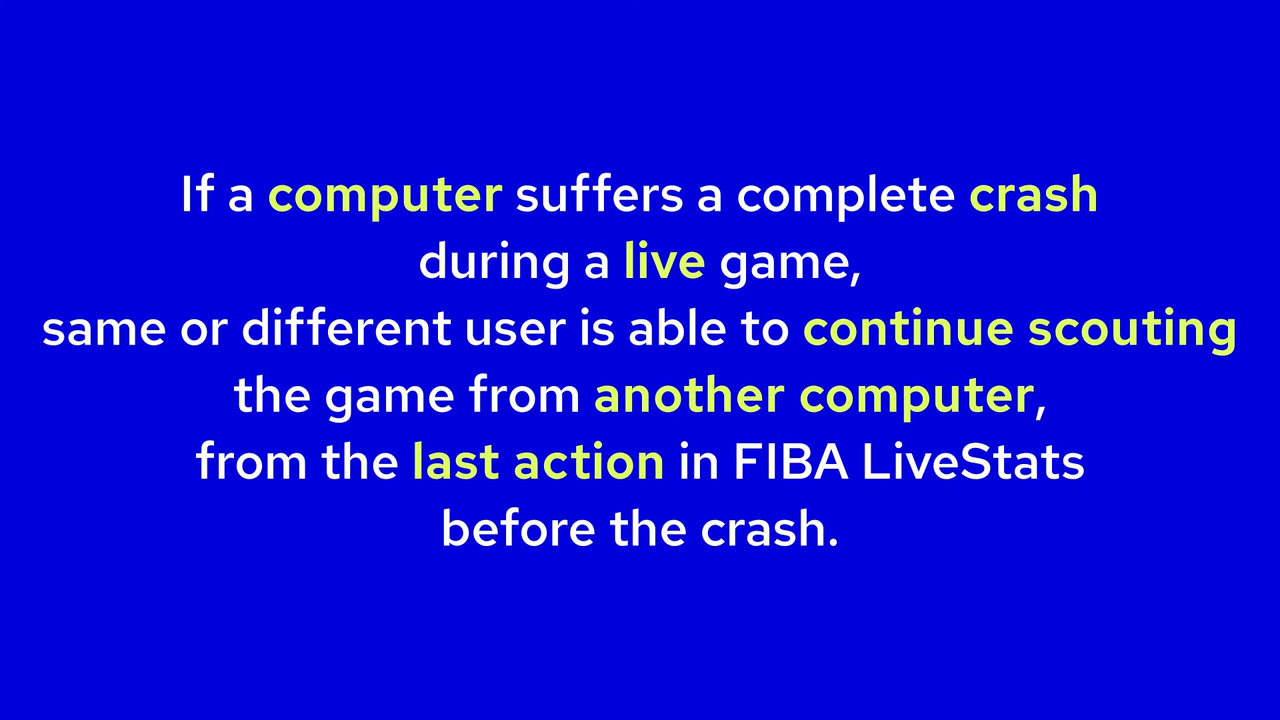 If a computer suffers a complete crash
during a live game,
same or different user is able to continue scouting
the game from another computer,
from the last action in FIBA LiveStats
before the crash.